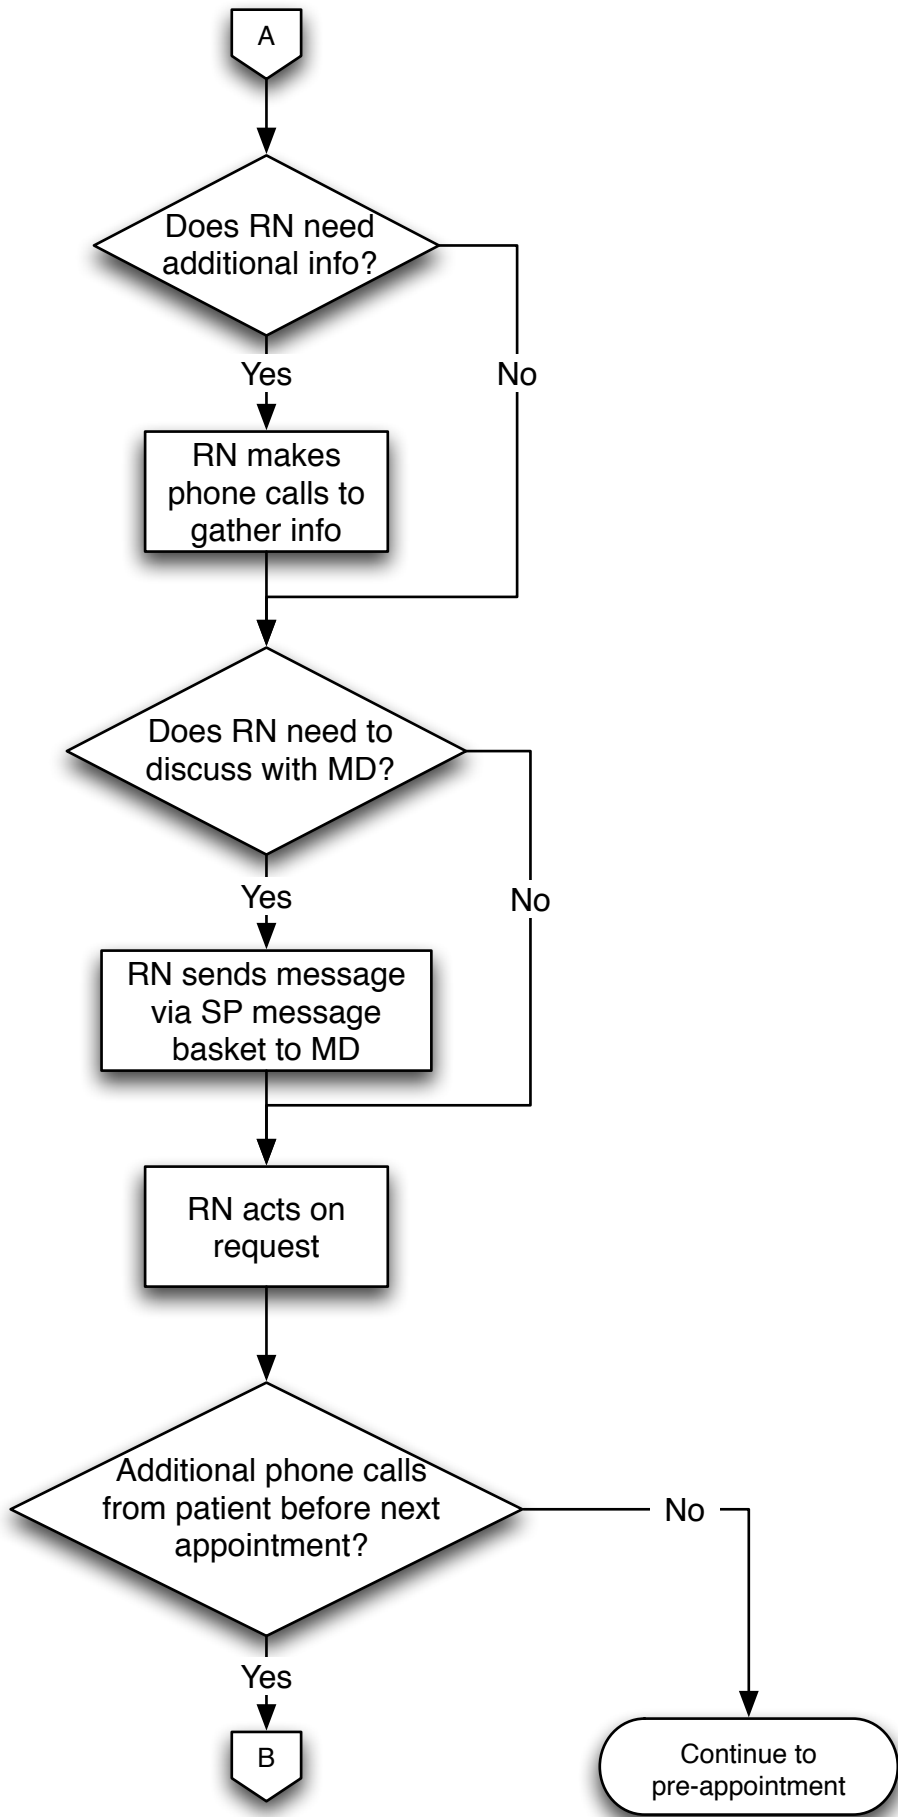 A
Does RN need
additional info?
Yes
No
RN makes
phone calls to
gather info
Does RN need to
discuss with MD?
Yes
No
RN sends message
via SP message
basket to MD
RN acts on
request
Additional phone calls
from patient before next
appointment?
No
Yes
B
Continue to
pre-appointment